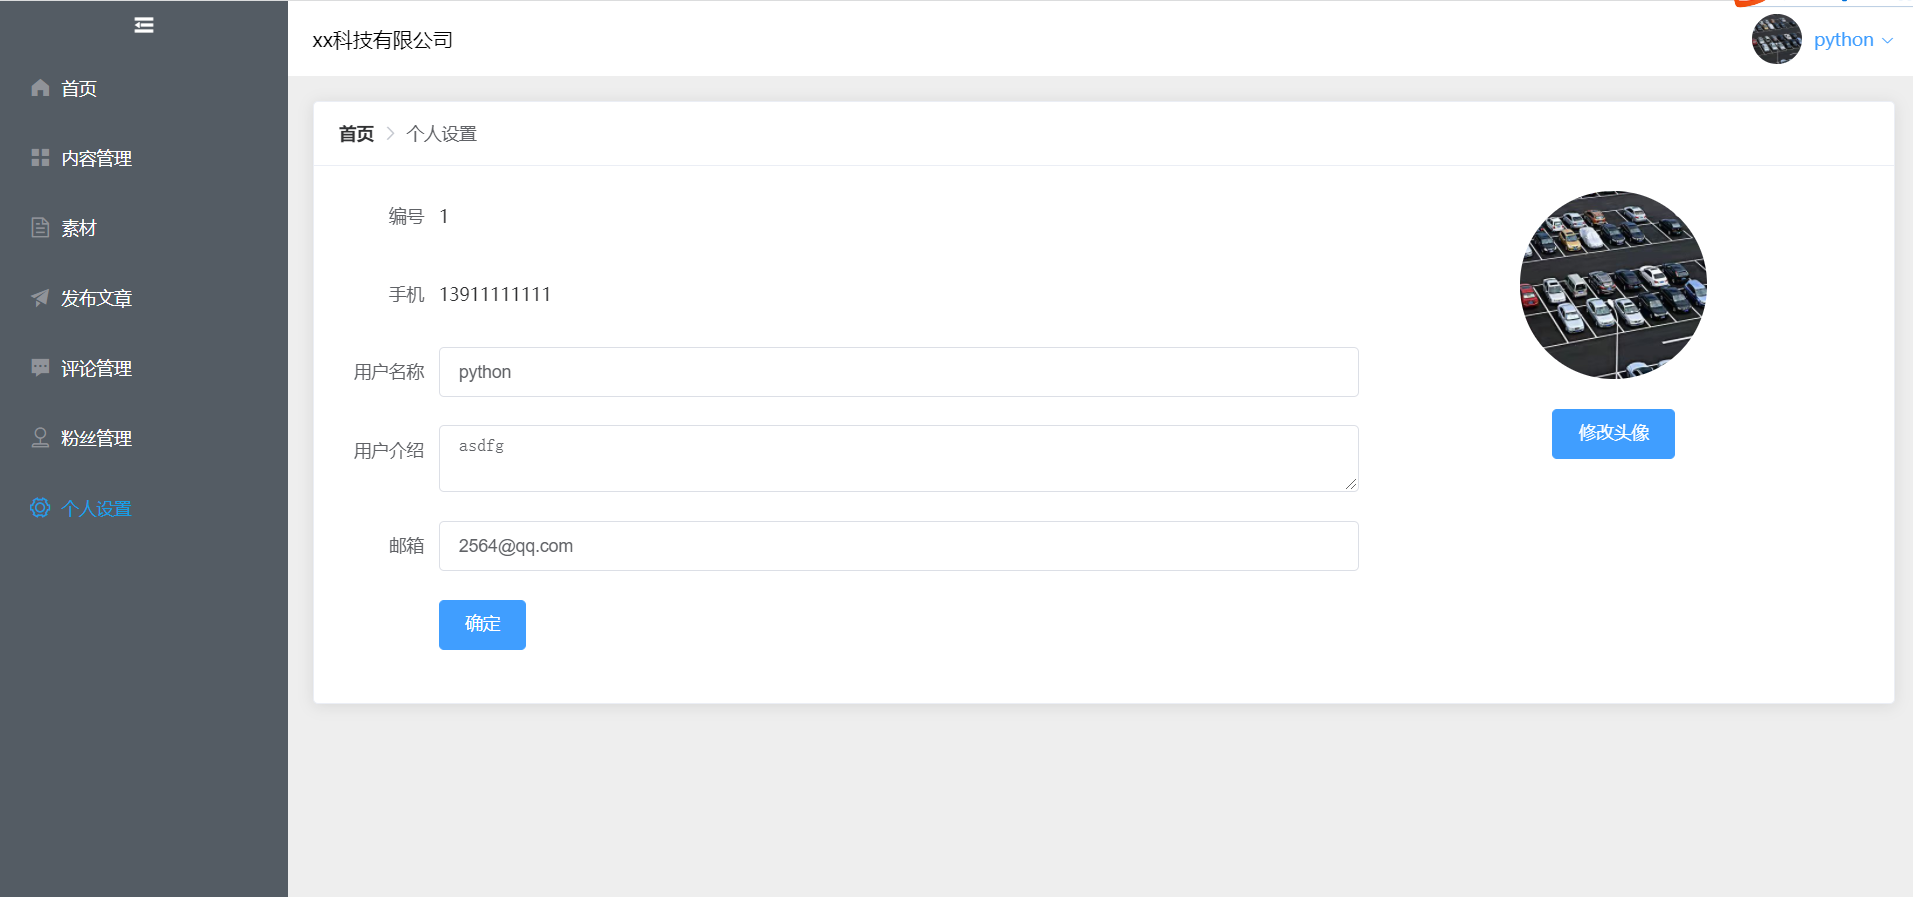 xx科技有限公司
python
首页
内容管理
素材
发布文章
评论管理
粉丝管理
个人设置
首页 个人设置
编号 1
手机 13911111111
用户名称 python
用户介绍 asdfg
邮箱 2564@qq.com
确定
修改头像